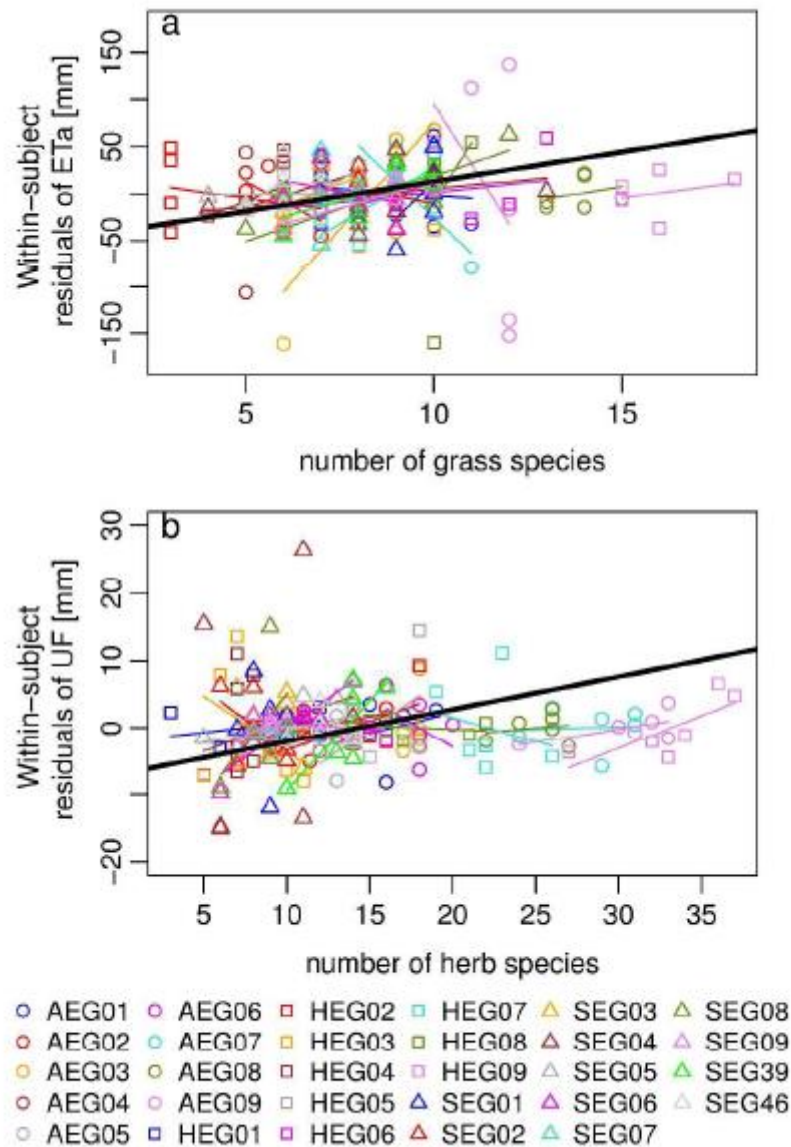 a
Within-subject
residuals of ETa [mm]
150
50
−50
−150
5 10 15
number of grass species
b
Within-subject
residuals of UF [mm]
30
20
10
0
−20
5 10 15 20 25 30 35
number of herb species
AEG01 AEG06 HEG02 HEG07 SEG03 SEG08
AEG02 AEG07 HEG03 HEG08 SEG04 SEG09
AEG03 AEG08 HEG04 HEG09 SEG05 SEG39
AEG04 AEG09 HEG05 SEG01 SEG06 SEG46
AEG05 HEG01 HEG06 SEG02 SEG07